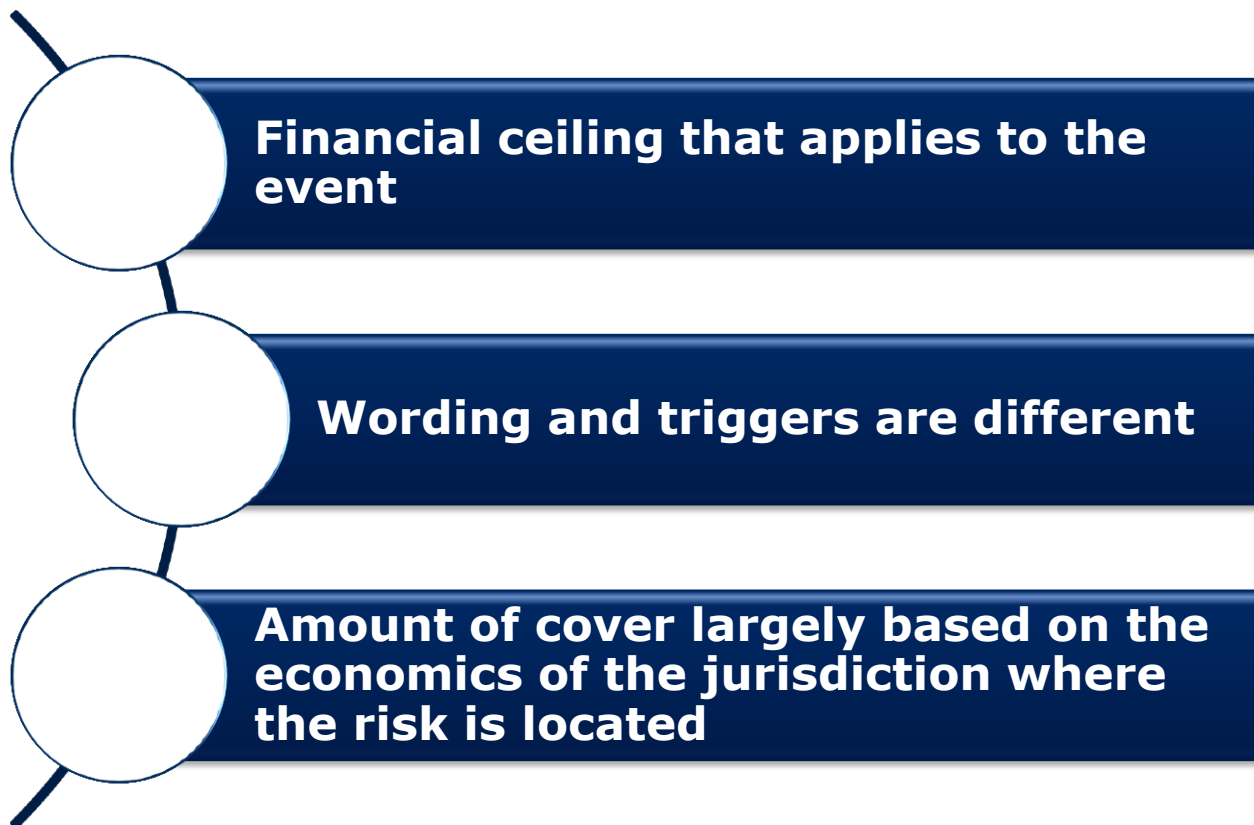 Financial ceiling that applies to the
event
Wording and triggers are different
Amount of cover largely based on the
economics of the jurisdiction where
the risk is located